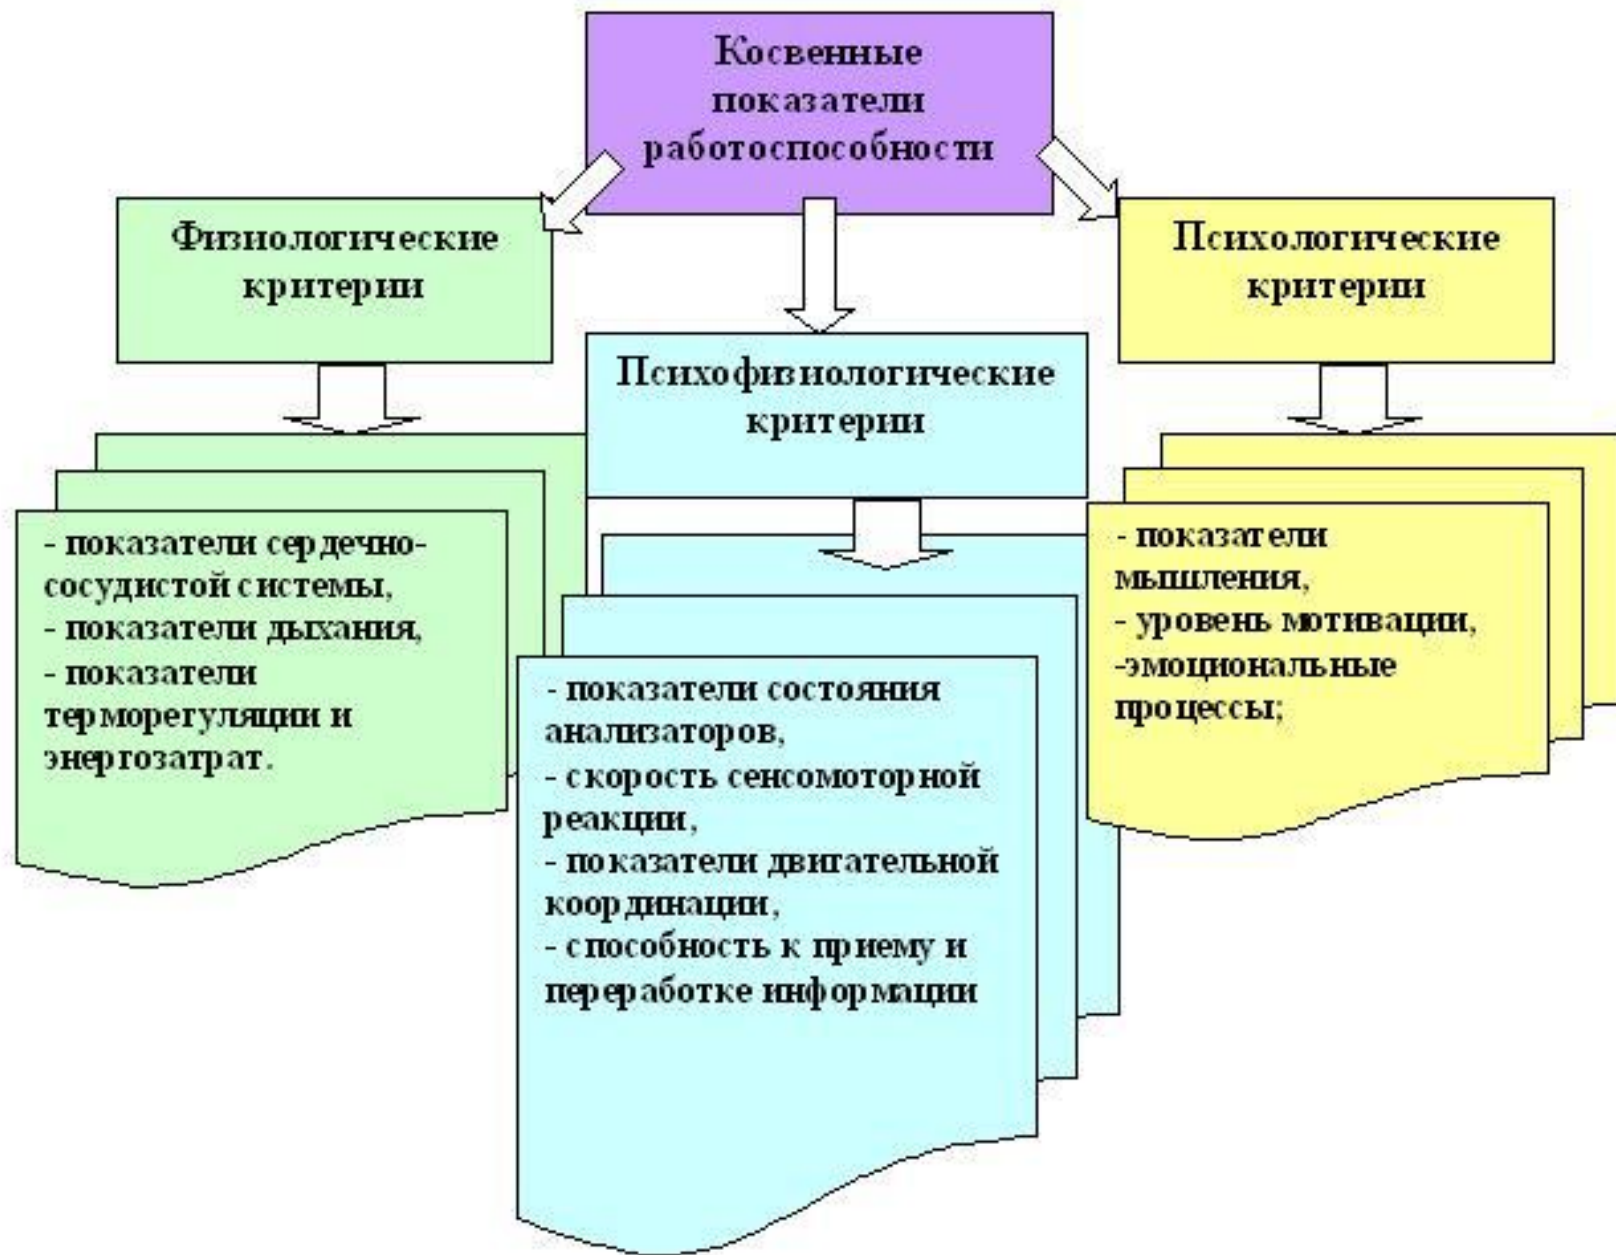 Косвенные
показатели
работоспособности
Физиологические
критерии
Психологические
критерии
Психофизиологические
критерии
- показатели сердечно-
сосудистой системы,
- показатели дыхания,
- показатели
терморегуляции и
энергозатрат.
- показатели состояния
анализаторов,
- скорость сенсомоторной
реакции,
- показатели двигательной
координации,
- способность к приему и
переработке информации
- показатели
мышления,
- уровень мотивации,
-эмоциональные
процессы;